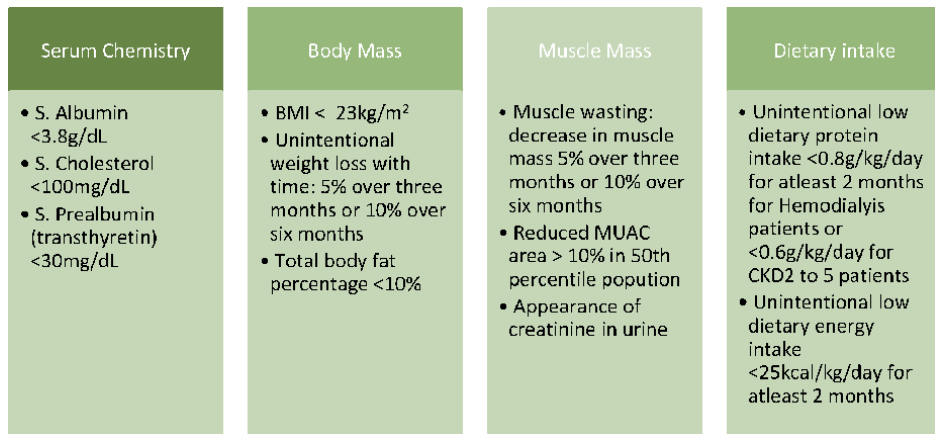 Serum Chemistry
• S. Albumin
<3.8g/dL
• S. Cholesterol
<100mg/dL
• S. Prealbumin
(transthyretin)
<30mg/dL
Body Mass
• BMI < 23kg/m²
• Unintentional
weight loss with
time: 5% over three
months or 10% over
six months
• Total body fat
percentage <10%
Muscle Mass
• Muscle wasting:
decrease in muscle
mass 5% over three
months or 10% over
six months
• Reduced MUAC
area > 10% in 50th
percentile popution
• Appearance of
creatinine in urine
Dietary intake
• Unintentional low
dietary protein
intake <0.8g/kg/day
for atleast 2 months
for Hemodialyis
patients or
<0.6g/kg/day for
CKD2 to 5 patients
• Unintentional low
dietary energy
intake
<25kcal/kg/day for
atleast 2 months